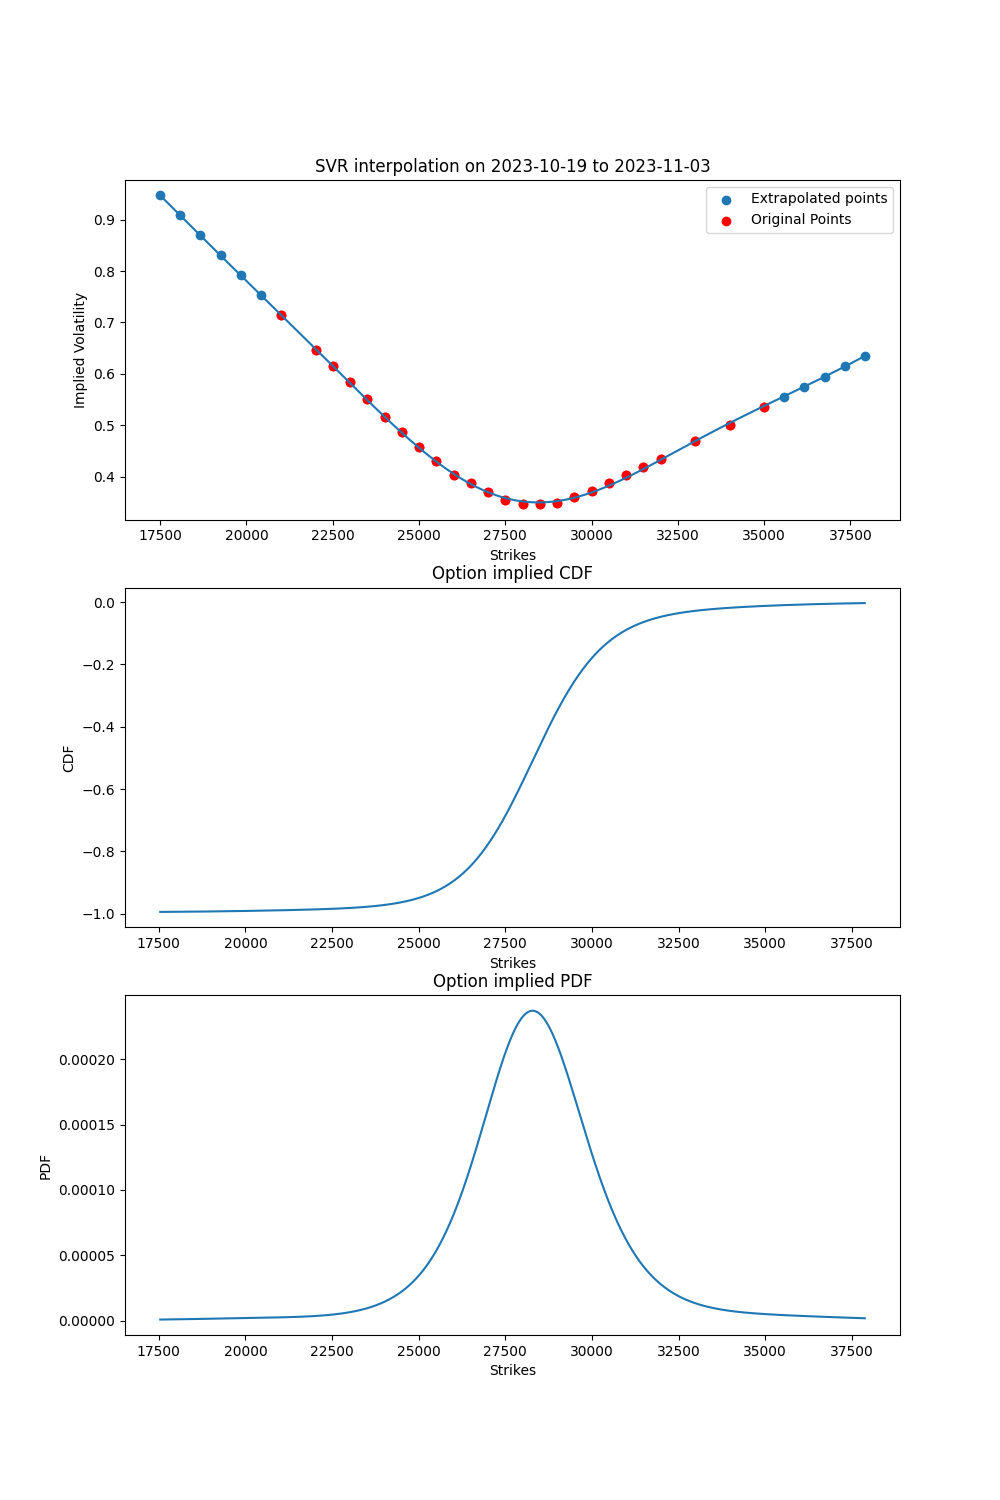 SVR interpolation on 2023-10-19 to 2023-11-03
Extrapolated points
Original Points
Implied Volatility
0.9
0.8
0.7
0.6
0.5
0.4
17500 20000 22500 25000 27500 30000 32500 35000 37500
Strikes
Option implied CDF
CDF
0.0
−0.2
−0.4
−0.6
−0.8
−1.0
17500 20000 22500 25000 27500 30000 32500 35000 37500
Strikes
Option implied PDF
PDF
0.00020
0.00015
0.00010
0.00005
0.00000
17500 20000 22500 25000 27500 30000 32500 35000 37500
Strikes